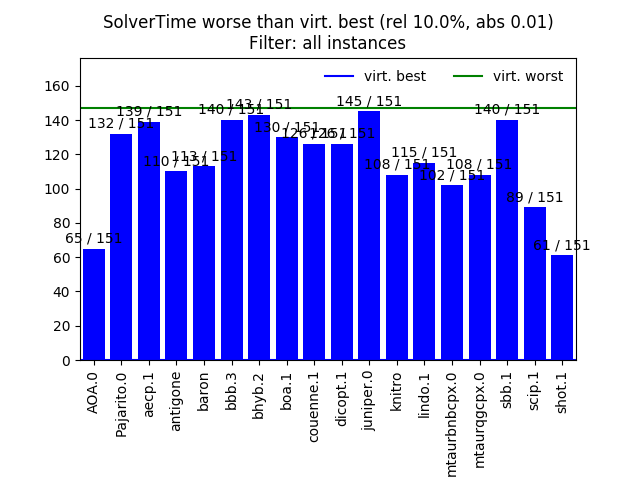 SolverTime worse than virt. best (rel 10.0%, abs 0.01)
Filter: all instances
virt. best
virt. worst
160
140
120
100
80
60
40
20
0
65 / 151
132 / 151
139 / 151
110 / 151
113 / 151
140 / 151
143 / 151
130 / 151
126 / 151
126 / 151
145 / 151
108 / 151
115 / 151
102 / 151
108 / 151
140 / 151
89 / 151
61 / 151
AOA.0
Pajarito.0
aecp.1
antigone
baron
bbb.3
bhyb.2
boa.1
couenne.1
dicopt.1
juniper.0
knitro
lindo.1
mtaurbnbcpx.0
mtaurqgcpx.0
sbb.1
scip.1
shot.1